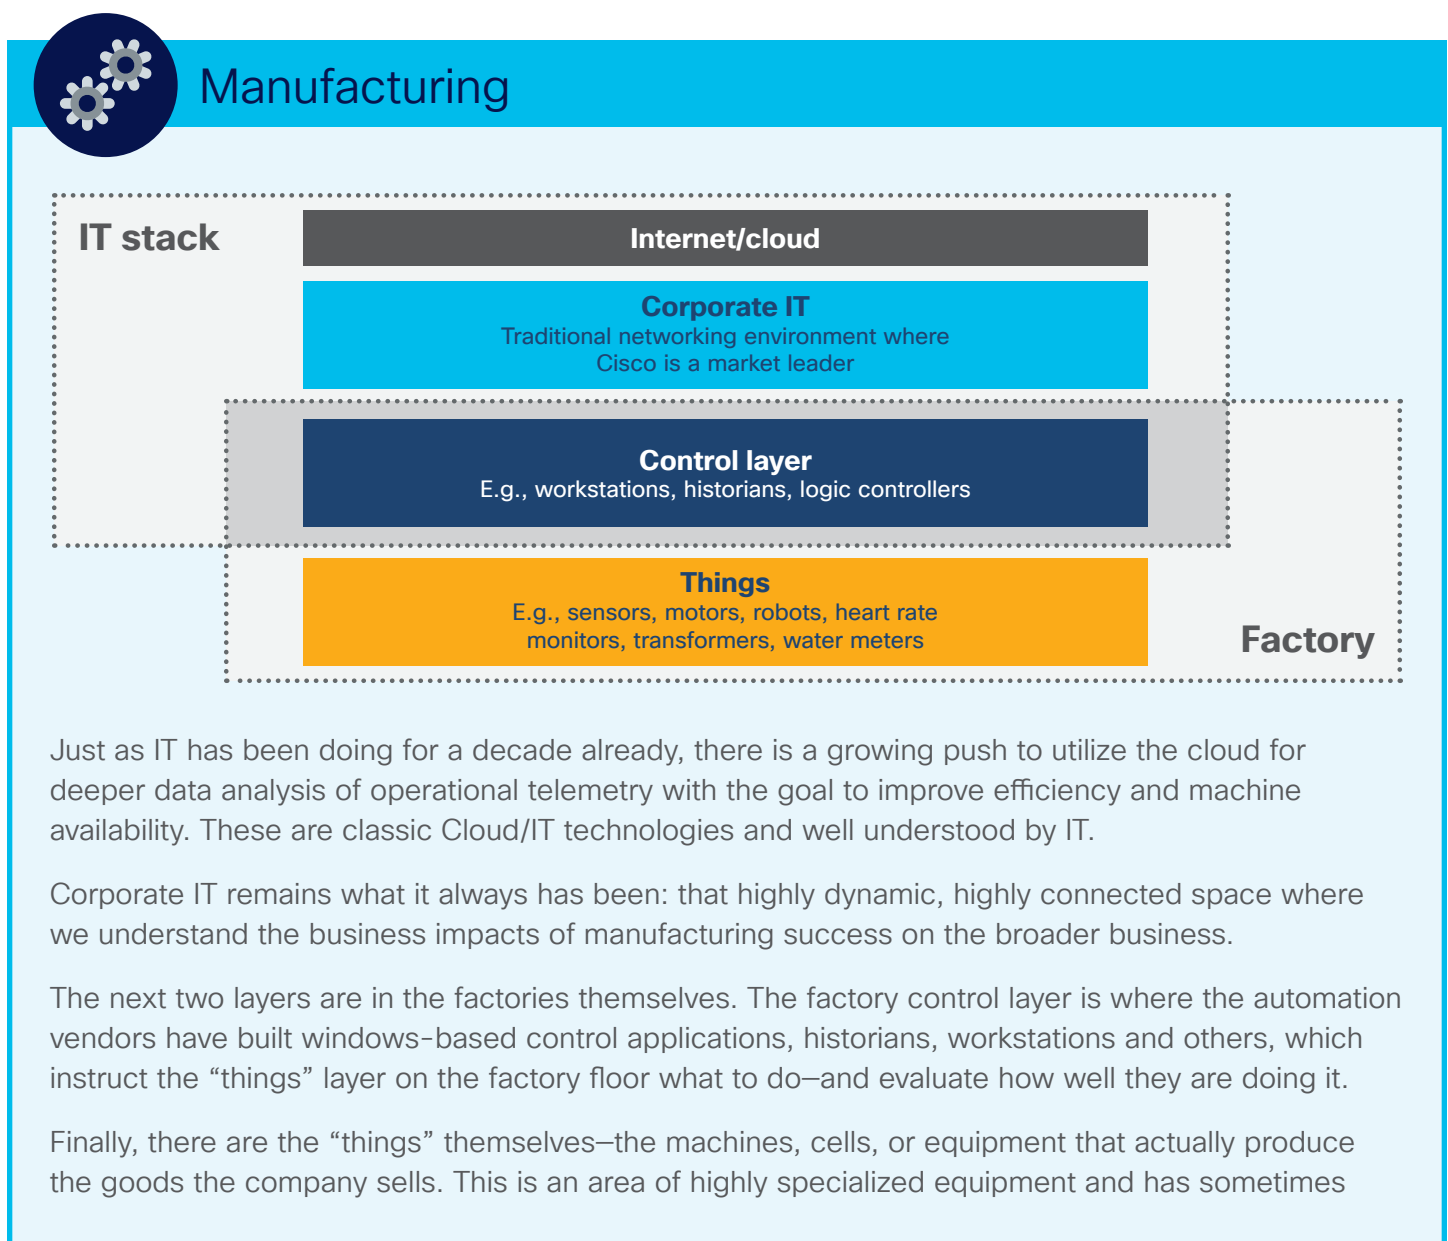 Manufacturing
IT stack
Internet/cloud
Corporate IT
Traditional networking environment where
Cisco is a market leader
Control layer
E.g., workstations, historians, logic controllers
Things
E.g., sensors, motors, robots, heart rate
monitors, transformers, water meters
Factory
Just as IT has been doing for a decade already, there is a growing push to utilize the cloud for
deeper data analysis of operational telemetry with the goal to improve efficiency and machine
availability. These are classic Cloud/IT technologies and well understood by IT.
Corporate IT remains what it always has been: that highly dynamic, highly connected space where
we understand the business impacts of manufacturing success on the broader business.
The next two layers are in the factories themselves. The factory control layer is where the automation
vendors have built windows-based control applications, historians, workstations and others, which
instruct the “things” layer on the factory floor what to do—and evaluate how well they are doing it.
Finally, there are the “things” themselves—the machines, cells, or equipment that actually produce
the goods the company sells. This is an area of highly specialized equipment and has sometimes